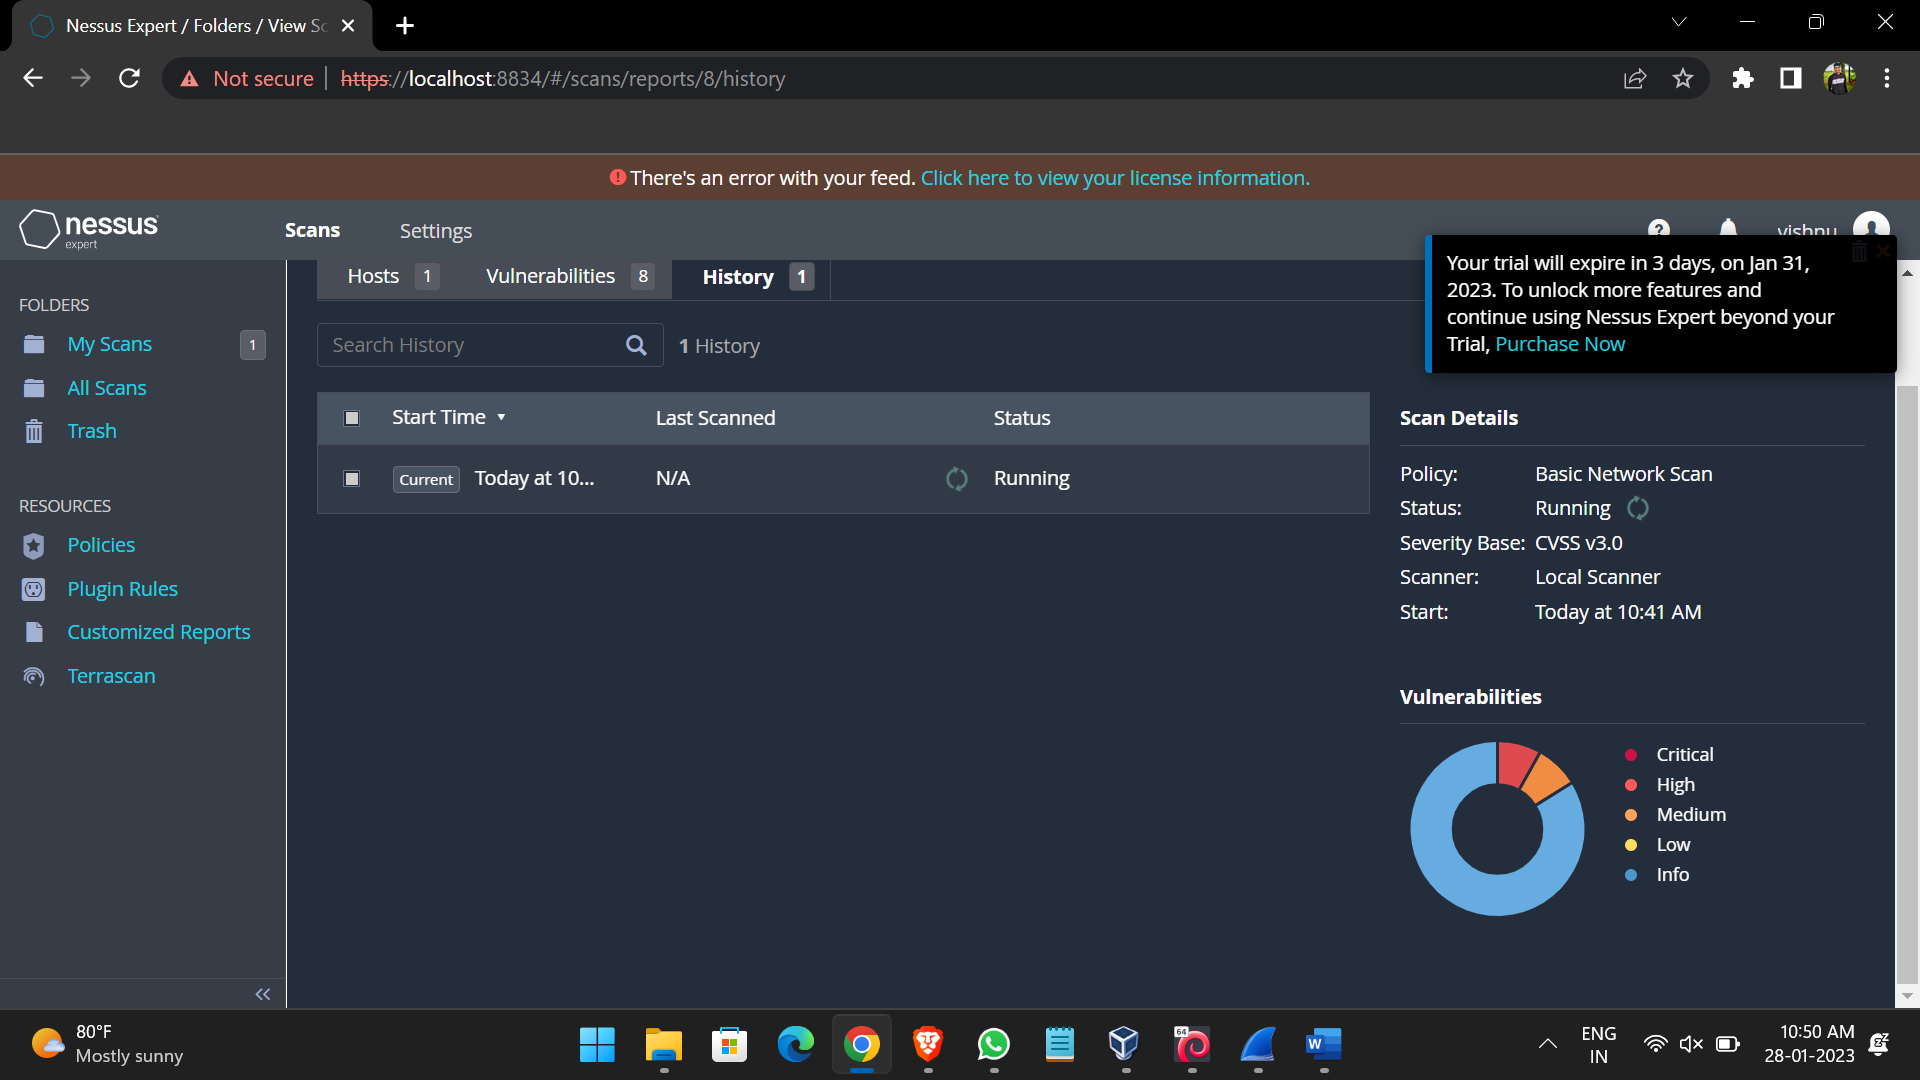 Nessus Expert / Folders / View Sc
Not secure | https://localhost:8834/#/scans/reports/8/history
There's an error with your feed. Click here to view your license information.
nessus
expert
Scans
Settings
vishnu
Your trial will expire in 3 days, on Jan 31,
2023. To unlock more features and
continue using Nessus Expert beyond your
Trial, Purchase Now
FOLDERS
My Scans 1
All Scans
Trash
RESOURCES
Policies
Plugin Rules
Customized Reports
Terrascan
Hosts 1 Vulnerabilities 8 History 1
Search History
1 History
Start Time Last Scanned Status
Current Today at 10... N/A Running
Scan Details
Policy: Basic Network Scan
Status: Running
Severity Base: CVSS v3.0
Scanner: Local Scanner
Start: Today at 10:41 AM
Vulnerabilities
Critical
High
Medium
Low
Info
80°F
Mostly sunny
64
W
ENG
IN
10:50 AM
28-01-2023